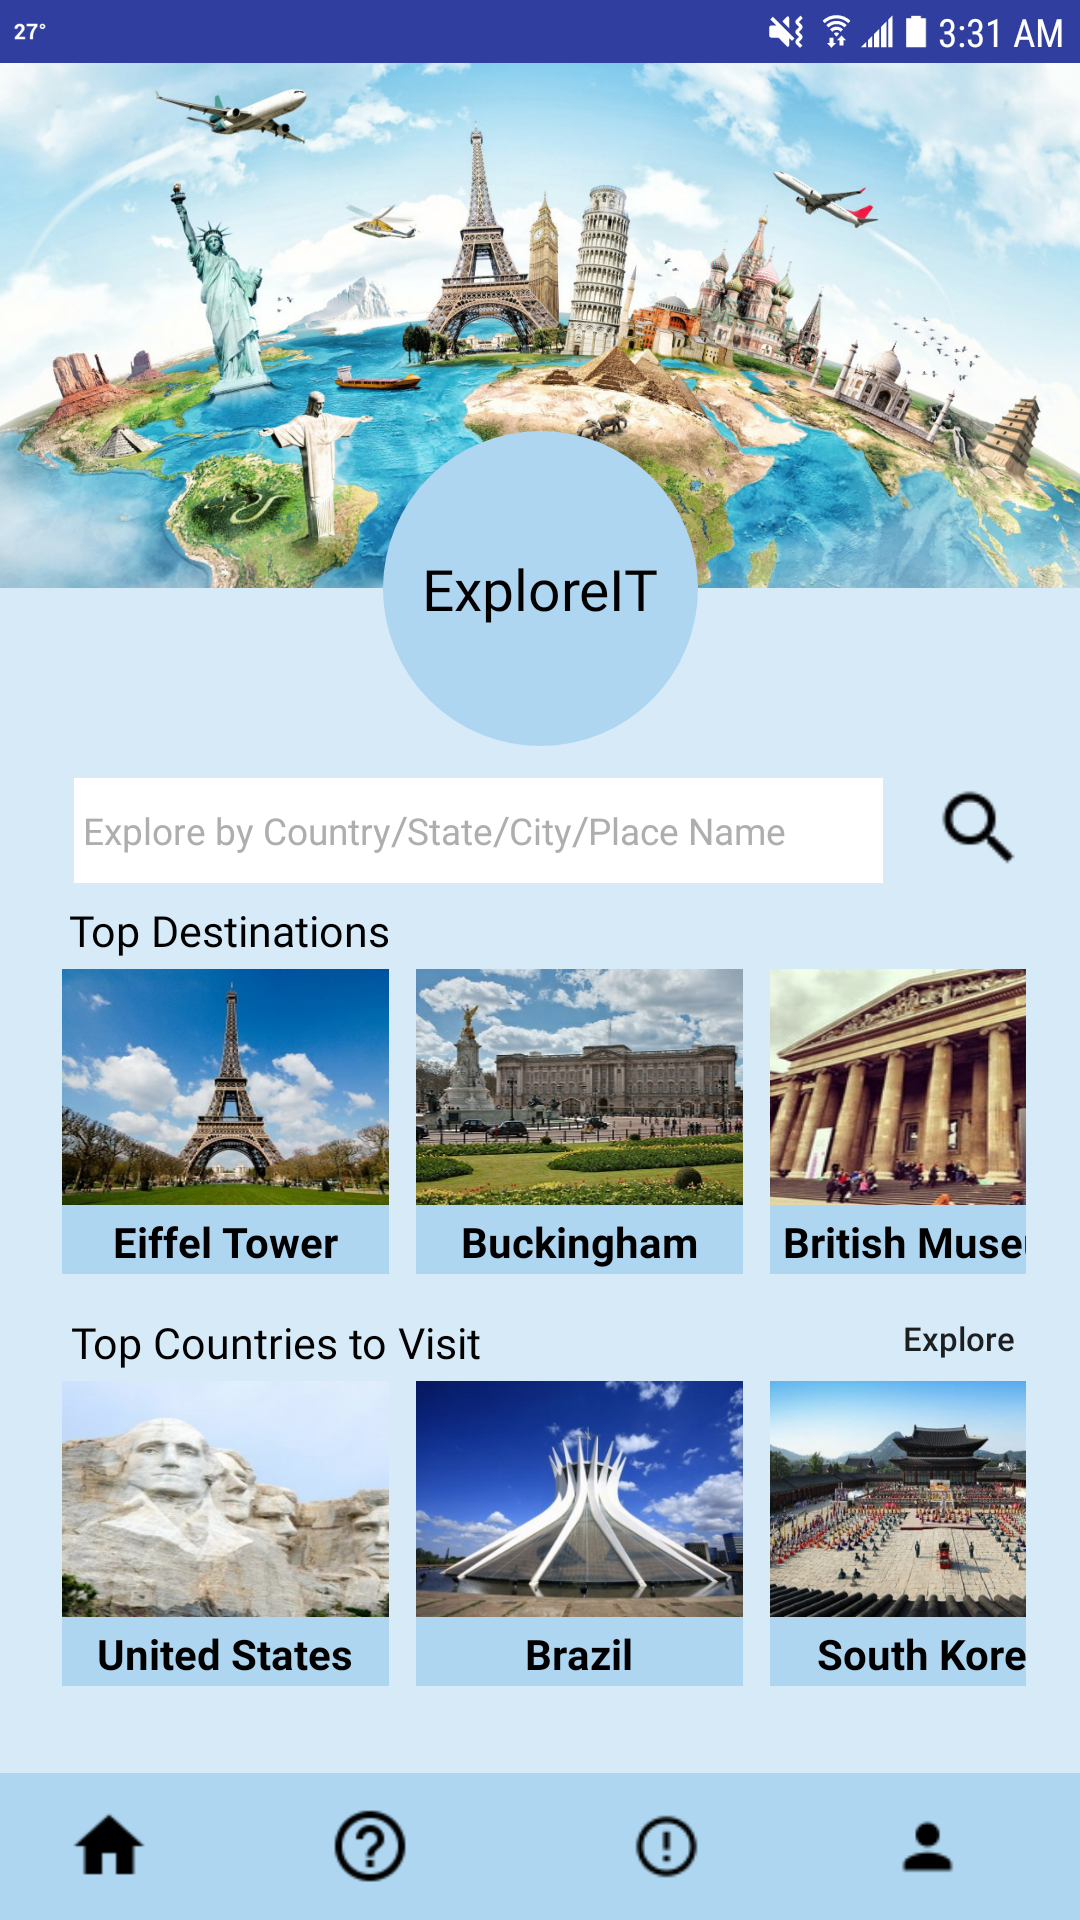 27°
3:31 AM
ExploreIT
Explore by Country/State/City/Place Name
Top Destinations
Eiffel Tower
Buckingham
British Muse
Top Countries to Visit
Explore
United States
Brazil
South Kore